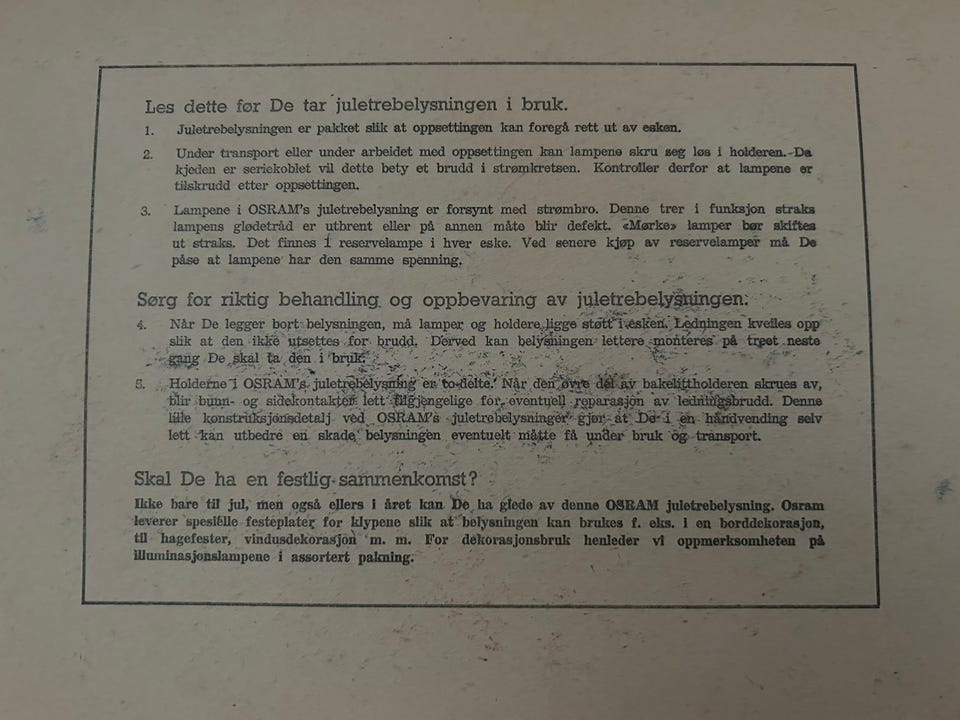 Les dette før De tar juletrebelysningen i bruk.
1. Juletrebelysningen er pakket slik at oppsettingen kan foregå rett ut av esken.
2. Under transport eller under arbeidet med oppsettingen kan lampene skru seg løs i holderen. Da
kjeden er seriekoblet vil dette bety et brudd i strømkretsen. Kontroller derfor at lampene er
tilskrudd etter oppsettingen.
3. Lampene i OSRAM's juletrebelysning er forsynt med strømbro. Denne trer i funksjon straks
lampens glødetråd er utbrent eller på annen måte blir defekt. «Mørke» lamper bør skiftes
ut straks. Det finnes 1 reservelampe i hver eske. Ved senere kjøp av reservelamper må De
påse at lampene har den samme spenning.
Sørg for riktig behandling og oppbevaring av juletrebelysningen:
4. Når De legger bort belysningen, må lamper og holdere ligge støtt i esken. Ledningen kveiles opp
slik at den ikke utsettes for brudd. Derved kan belysningen lettere monteres på treet neste
gang De skal ta den i bruk.
5. Holderne i OSRAM's juletrebelysning er to-delte. Når den øvre del av bakelittholderen skrues av,
blir bunn- og sidekontakter lett tilgjengelige for eventuell reparasjon av ledningsbrudd. Denne
lille konstruksjonsdetalj ved OSRAM's juletrebelysninger gjør at De i en håndvending selv
lett kan utbedre en skade belysningen eventuelt måtte få under bruk og transport.
Skal De ha en festlig sammenkomst?
Ikke bare til jul, men også ellers i året kan De ha glede av denne OSRAM juletrebelysning. Osram
leverer spesielle festeplater for klypene slik at belysningen kan brukes f. eks. i en borddekorasjon,
til hagefester, vindusdekorasjon m. m. For dekorasjonsbruk henleder vi oppmerksomheten på
illuminasjonslampene i assortert pakning.